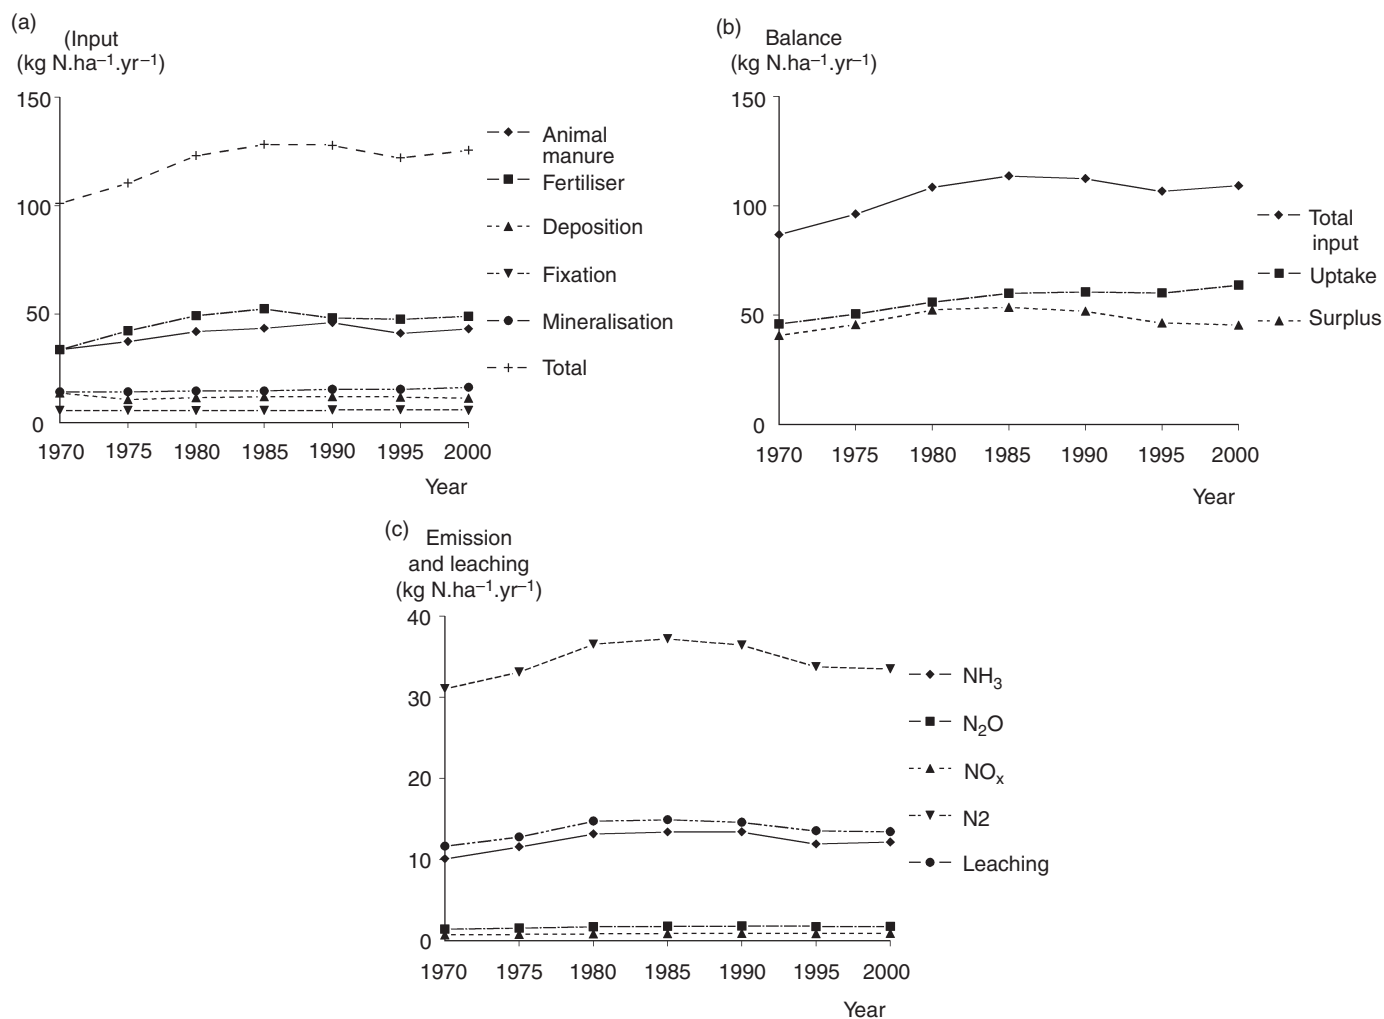 (a)
(Input
(kg N.ha–1.yr–1)
150
100
50
0
1970 1975 1980 1985 1990 1995 2000
Year
Animal
manure
Fertiliser
Deposition
Fixation
Mineralisation
Total
(b)
Balance
(kg N.ha–1.yr–1)
150
100
50
0
1970 1975 1980 1985 1990 1995 2000
Year
Total
input
Uptake
Surplus
(c)
Emission
and leaching
(kg N.ha–1.yr–1)
40
30
20
10
0
1970 1975 1980 1985 1990 1995 2000
Year
NH3
N2O
NOx
N2
Leaching